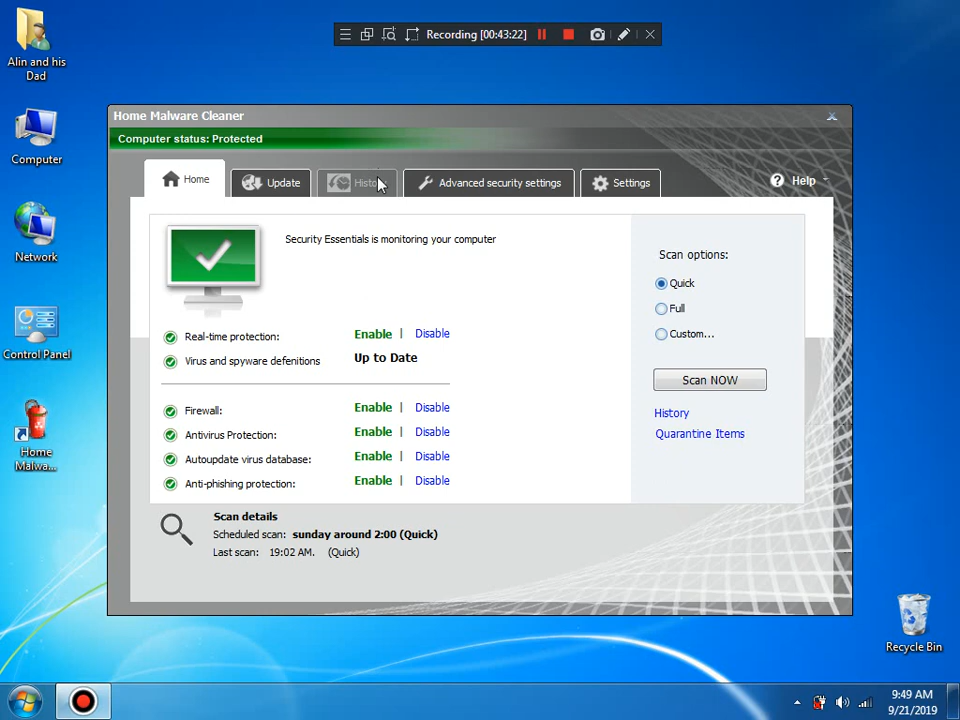 Alin and his
Dad
Recording [00:43:22]
Home Malware Cleaner
Computer status: Protected
Home
Update
Advanced security settings
Settings
Help
Computer
Security Essentials is monitoring your computer
Scan options:
Quick
Network
Full
Real-time protection:
Enable | Disable
Custom...
Control Panel
Virus and spyware defenitions
Up to Date
Scan NOW
Firewall:
Enable | Disable
History
Antivirus Protection:
Enable | Disable
Quarantine Items
Home
Malwa...
Autoupdate virus database:
Enable | Disable
Anti-phishing protection:
Enable | Disable
Scan details
Scheduled scan: sunday around 2:00 (Quick)
Last scan: 19:02 AM. (Quick)
Recycle Bin
9:49 AM
9/21/2019